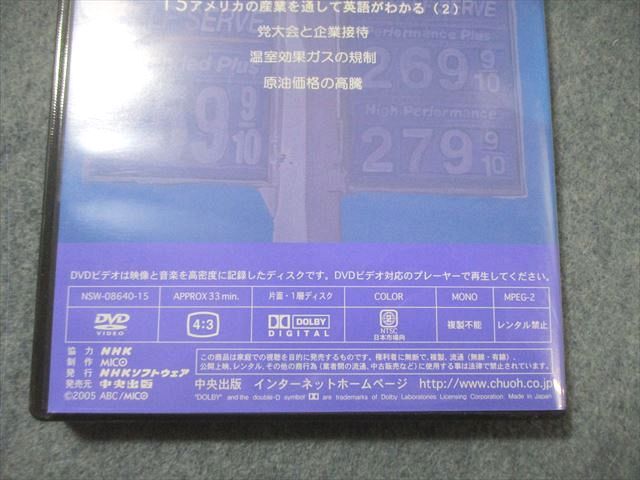 SELF SERVE
SERVE
15アメリカの産業を通して英語がわかる（2）
党大会と企業接待
温室効果ガスの規制
原油価格の高騰
Performance Plus
269 9/10
Plus
9 9/10
High Performance
279 9/10
DVDビデオは映像と音楽を高密度に記録したディスクです。DVDビデオ対応のプレーヤーで再生してください。
NSW-08640-15 APPROX 33 min. 片面・1層ディスク COLOR MONO MPEG-2
DVD VIDEO 4:3 DOLBY DIGITAL NTSC 日本市場向 複製不能 レンタル禁止
協力 NHK
制作 MICO
発行 NHKソフトウェア
発売元 中央出版
©2005 ABC/MICO
この商品は家庭での視聴を目的に発売するものです。権利者に無断で、複製、流通（無線・有線）、
公開上映、レンタル、その他の商行為（業者間の流通、中古販売など）に使用する事は法律で禁止されています。
中央出版 インターネットホームページ http://www.chuoh.co.jp
"DOLBY" and the double-D symbol are trademarks of Dolby Laboratories Licensing Corporation. Made in Japan.